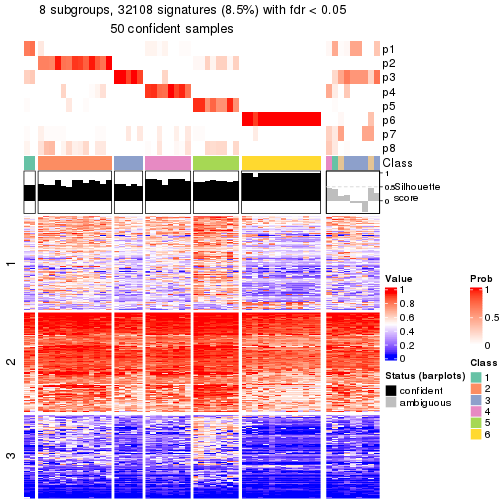 8 subgroups, 32108 signatures (8.5%) with fdr < 0.05
50 confident samples
p1
p2
p3
p4
p5
p6
p7
p8
Class
1
0.5
0
Silhouette
score
1
2
3
Value
1
0.8
0.6
0.4
0.2
0
Prob
1
0.5
0
Status (barplots)
confident
ambiguous
Class
1
2
3
4
5
6